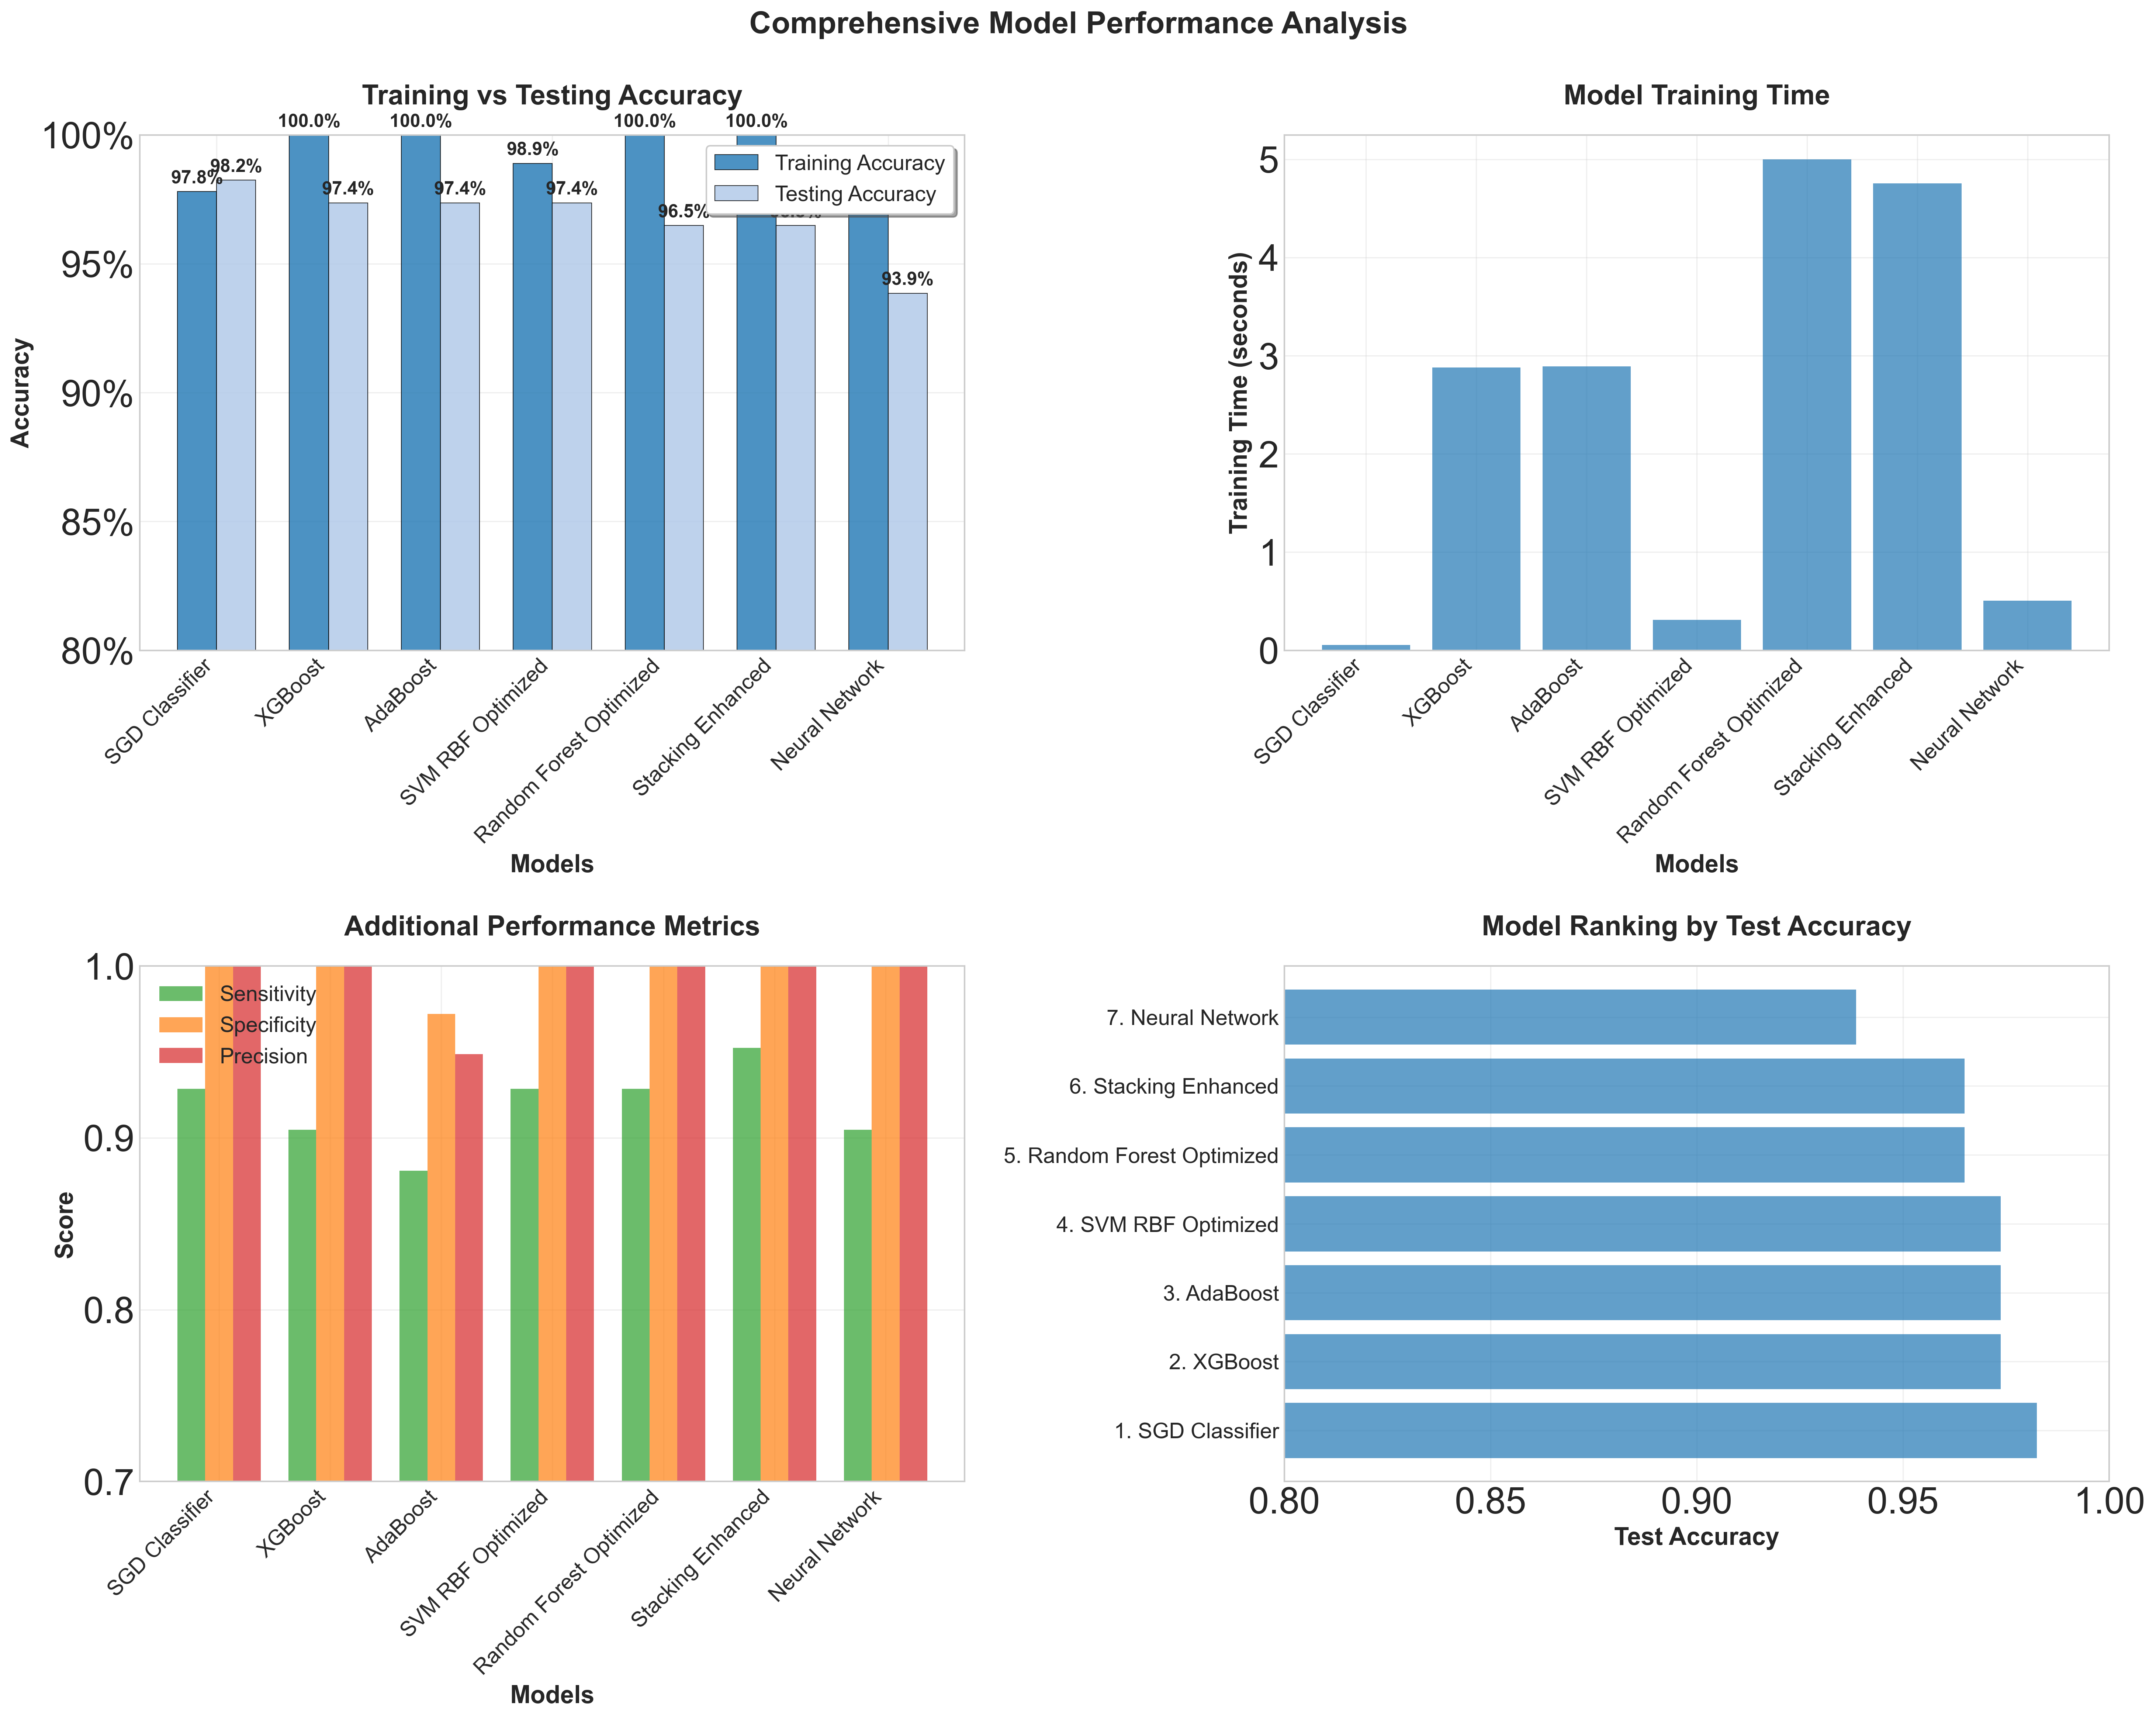 Comprehensive Model Performance Analysis
Training vs Testing Accuracy
100.0%
100.0%
100.0%
100.0%
97.8%
98.2%
97.4%
97.4%
98.9%
97.4%
96.5%
93.9%
Training Accuracy
Testing Accuracy
100%
95%
90%
85%
80%
Accuracy
SGD Classifier
XGBoost
AdaBoost
SVM RBF Optimized
Random Forest Optimized
Stacking Enhanced
Neural Network
Models
Model Training Time
5
4
3
2
1
0
Training Time (seconds)
SGD Classifier
XGBoost
AdaBoost
SVM RBF Optimized
Random Forest Optimized
Stacking Enhanced
Neural Network
Models
Additional Performance Metrics
Sensitivity
Specificity
Precision
1.0
0.9
0.8
0.7
Score
SGD Classifier
XGBoost
AdaBoost
SVM RBF Optimized
Random Forest Optimized
Stacking Enhanced
Neural Network
Models
Model Ranking by Test Accuracy
7. Neural Network
6. Stacking Enhanced
5. Random Forest Optimized
4. SVM RBF Optimized
3. AdaBoost
2. XGBoost
1. SGD Classifier
0.80
0.85
0.90
0.95
1.00
Test Accuracy